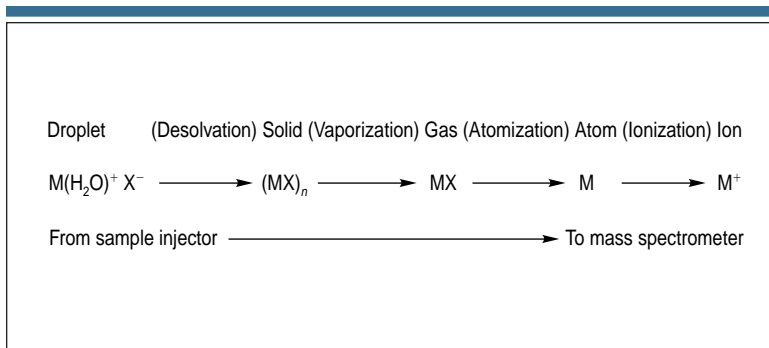 Droplet (Desolvation) Solid (Vaporization) Gas (Atomization) Atom (Ionization) Ion
M(H₂O)⁺ X⁻ ⟶ (MX)ₙ ⟶ MX ⟶ M ⟶ M⁺
From sample injector ⟶ To mass spectrometer